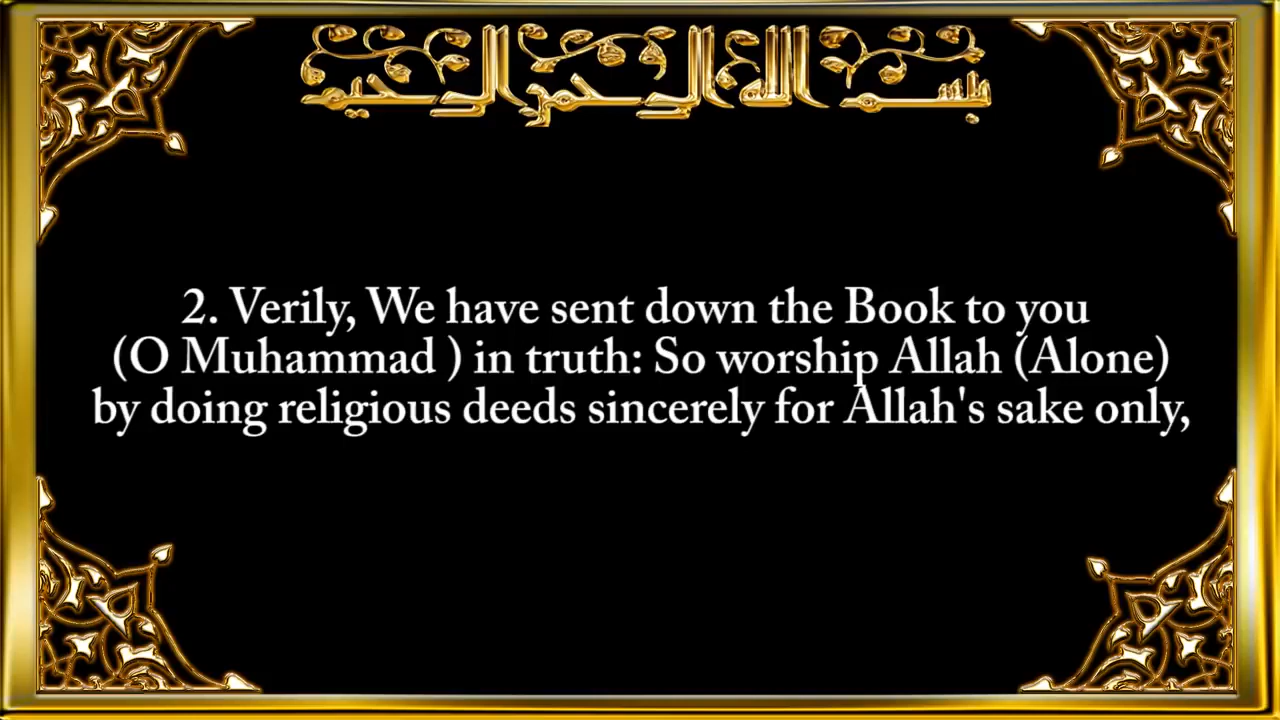 بسم الله الرحمن الرحيم
2. Verily, We have sent down the Book to you
(O Muhammad ) in truth: So worship Allah (Alone)
by doing religious deeds sincerely for Allah's sake only,